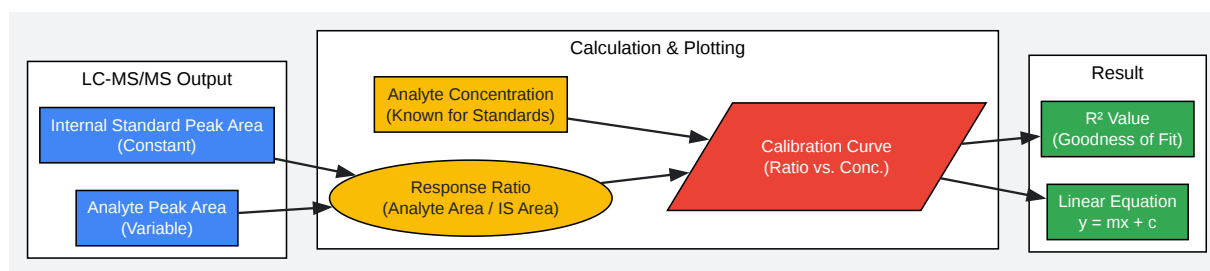 LC-MS/MS Output
Internal Standard Peak Area
(Constant)
Analyte Peak Area
(Variable)
Calculation & Plotting
Analyte Concentration
(Known for Standards)
Response Ratio
(Analyte Area / IS Area)
Calibration Curve
(Ratio vs. Conc.)
Result
R² Value
(Goodness of Fit)
Linear Equation
y = mx + c